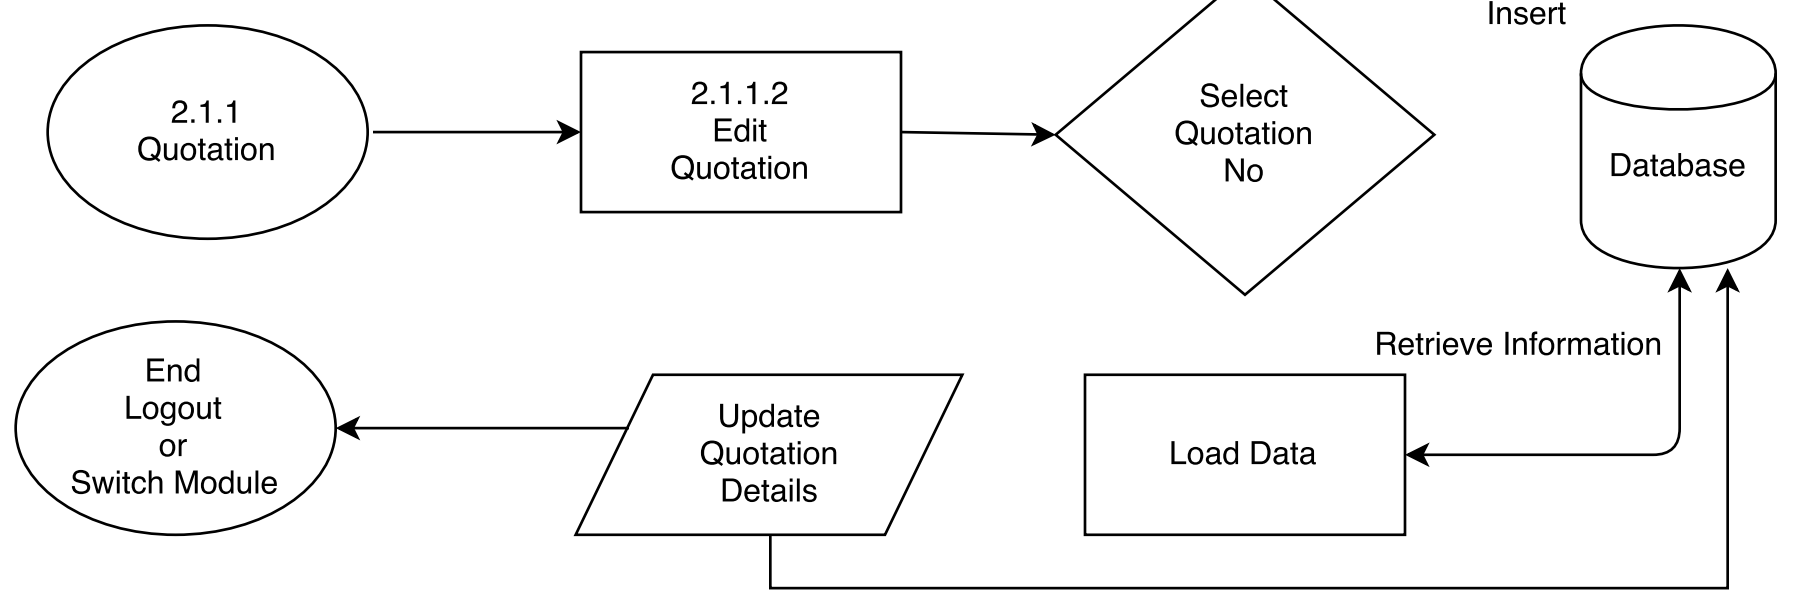 Insert
2.1.1
Quotation
2.1.1.2
Edit
Quotation
Select
Quotation
No
Database
Retrieve Information
End
Logout
or
Switch Module
Update
Quotation
Details
Load Data